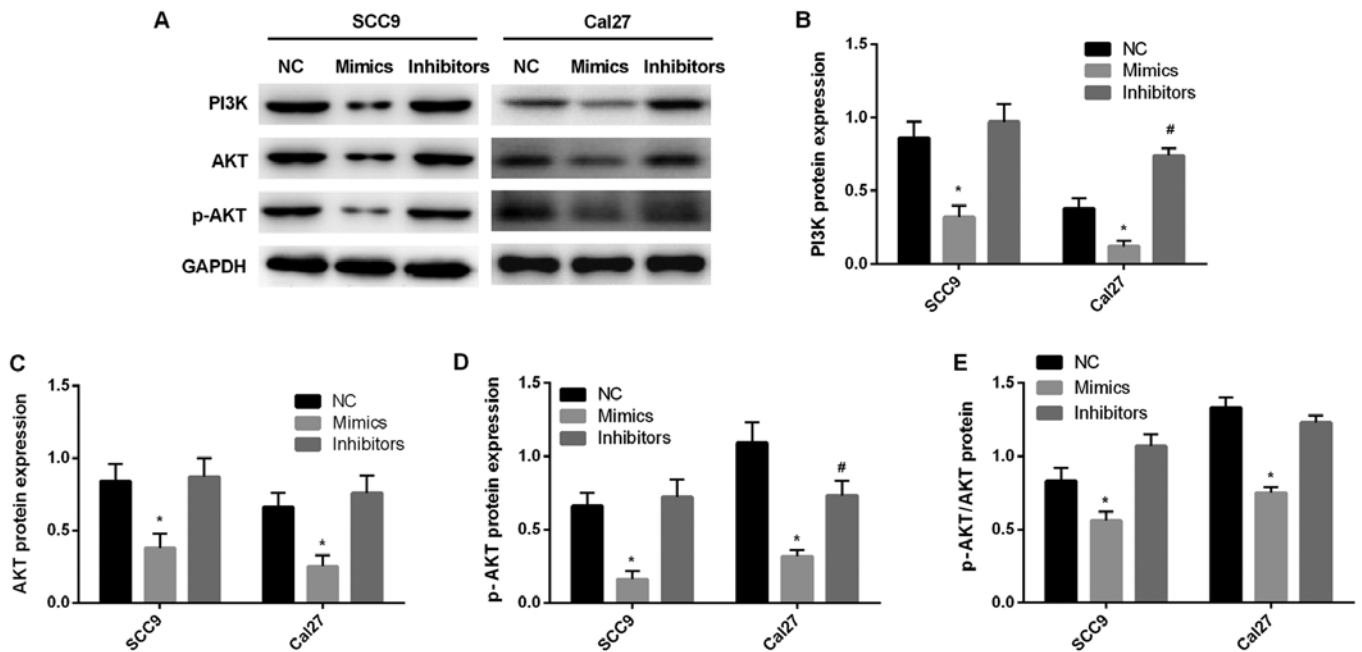 A
SCC9
Cal27
NC Mimics Inhibitors
NC Mimics Inhibitors
PI3K
AKT
p-AKT
GAPDH
B
PI3K protein expression
1.5
1.0
0.5
0.0
NC
Mimics
Inhibitors
*
*
#
SCC9
Cal27
C
AKT protein expression
1.5
1.0
0.5
0.0
NC
Mimics
Inhibitors
*
*
SCC9
Cal27
D
p-AKT protein expression
1.5
1.0
0.5
0.0
NC
Mimics
Inhibitors
*
*
#
SCC9
Cal27
E
p-AKT/AKT protein
1.5
1.0
0.5
0.0
NC
Mimics
Inhibitors
*
*
SCC9
Cal27